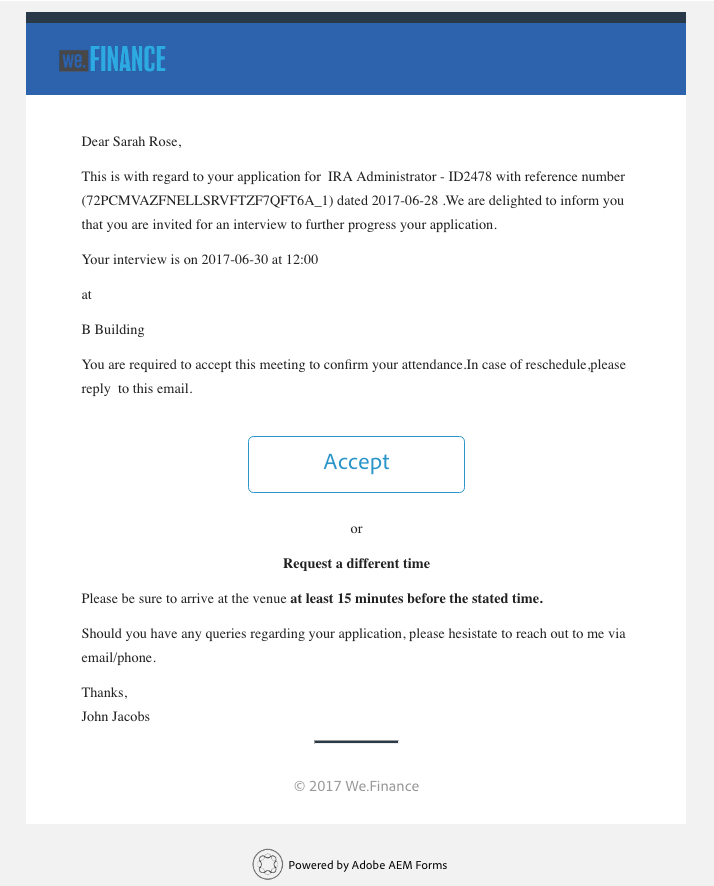 we.FINANCE
Dear Sarah Rose,
This is with regard to your application for  IRA Administrator - ID2478 with reference number
(72PCMVAZFNELLSRVFTZF7QFT6A_1) dated 2017-06-28 .We are delighted to inform you
that you are invited for an interview to further progress your application.
Your interview is on 2017-06-30 at 12:00
at
B Building
You are required to accept this meeting to confirm your attendance.In case of reschedule,please
reply  to this email.
Accept
or
Request a different time
Please be sure to arrive at the venue at least 15 minutes before the stated time.
Should you have any queries regarding your application, please hesistate to reach out to me via
email/phone.
Thanks,
John Jacobs
© 2017 We.Finance
Powered by Adobe AEM Forms